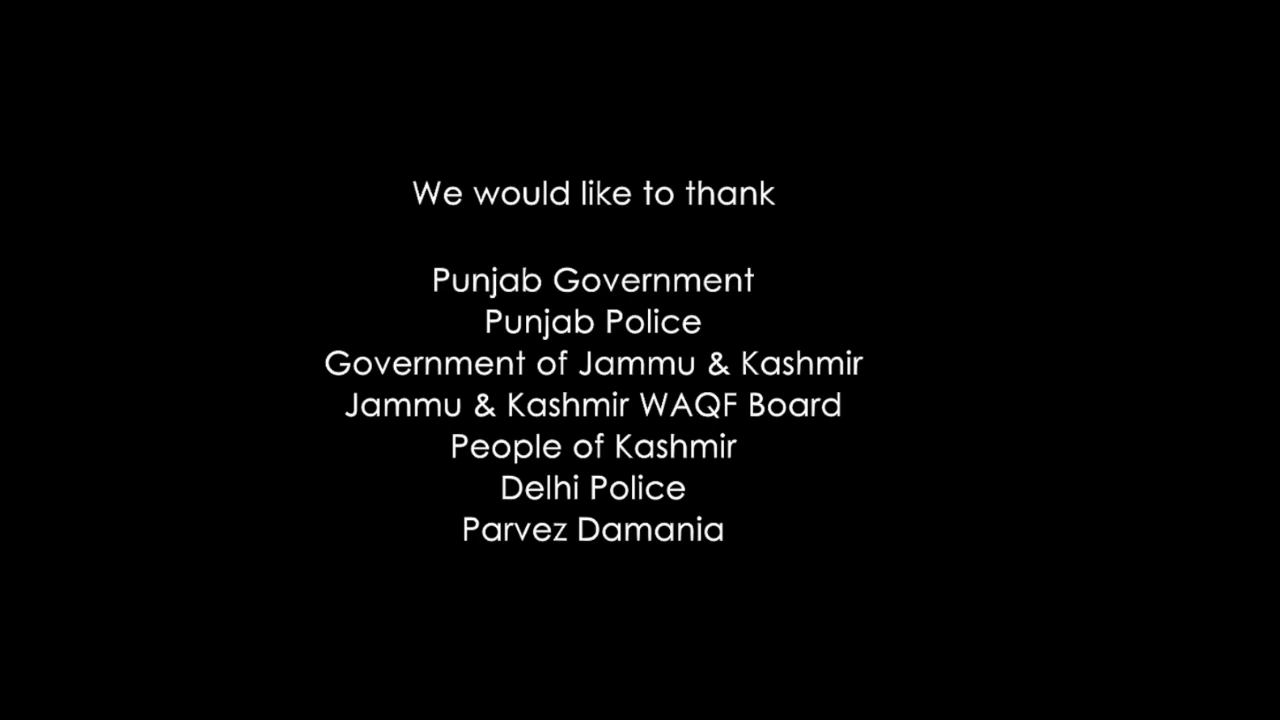 We would like to thank
Punjab Government
Punjab Police
Government of Jammu & Kashmir
Jammu & Kashmir WAQF Board
People of Kashmir
Delhi Police
Parvez Damania